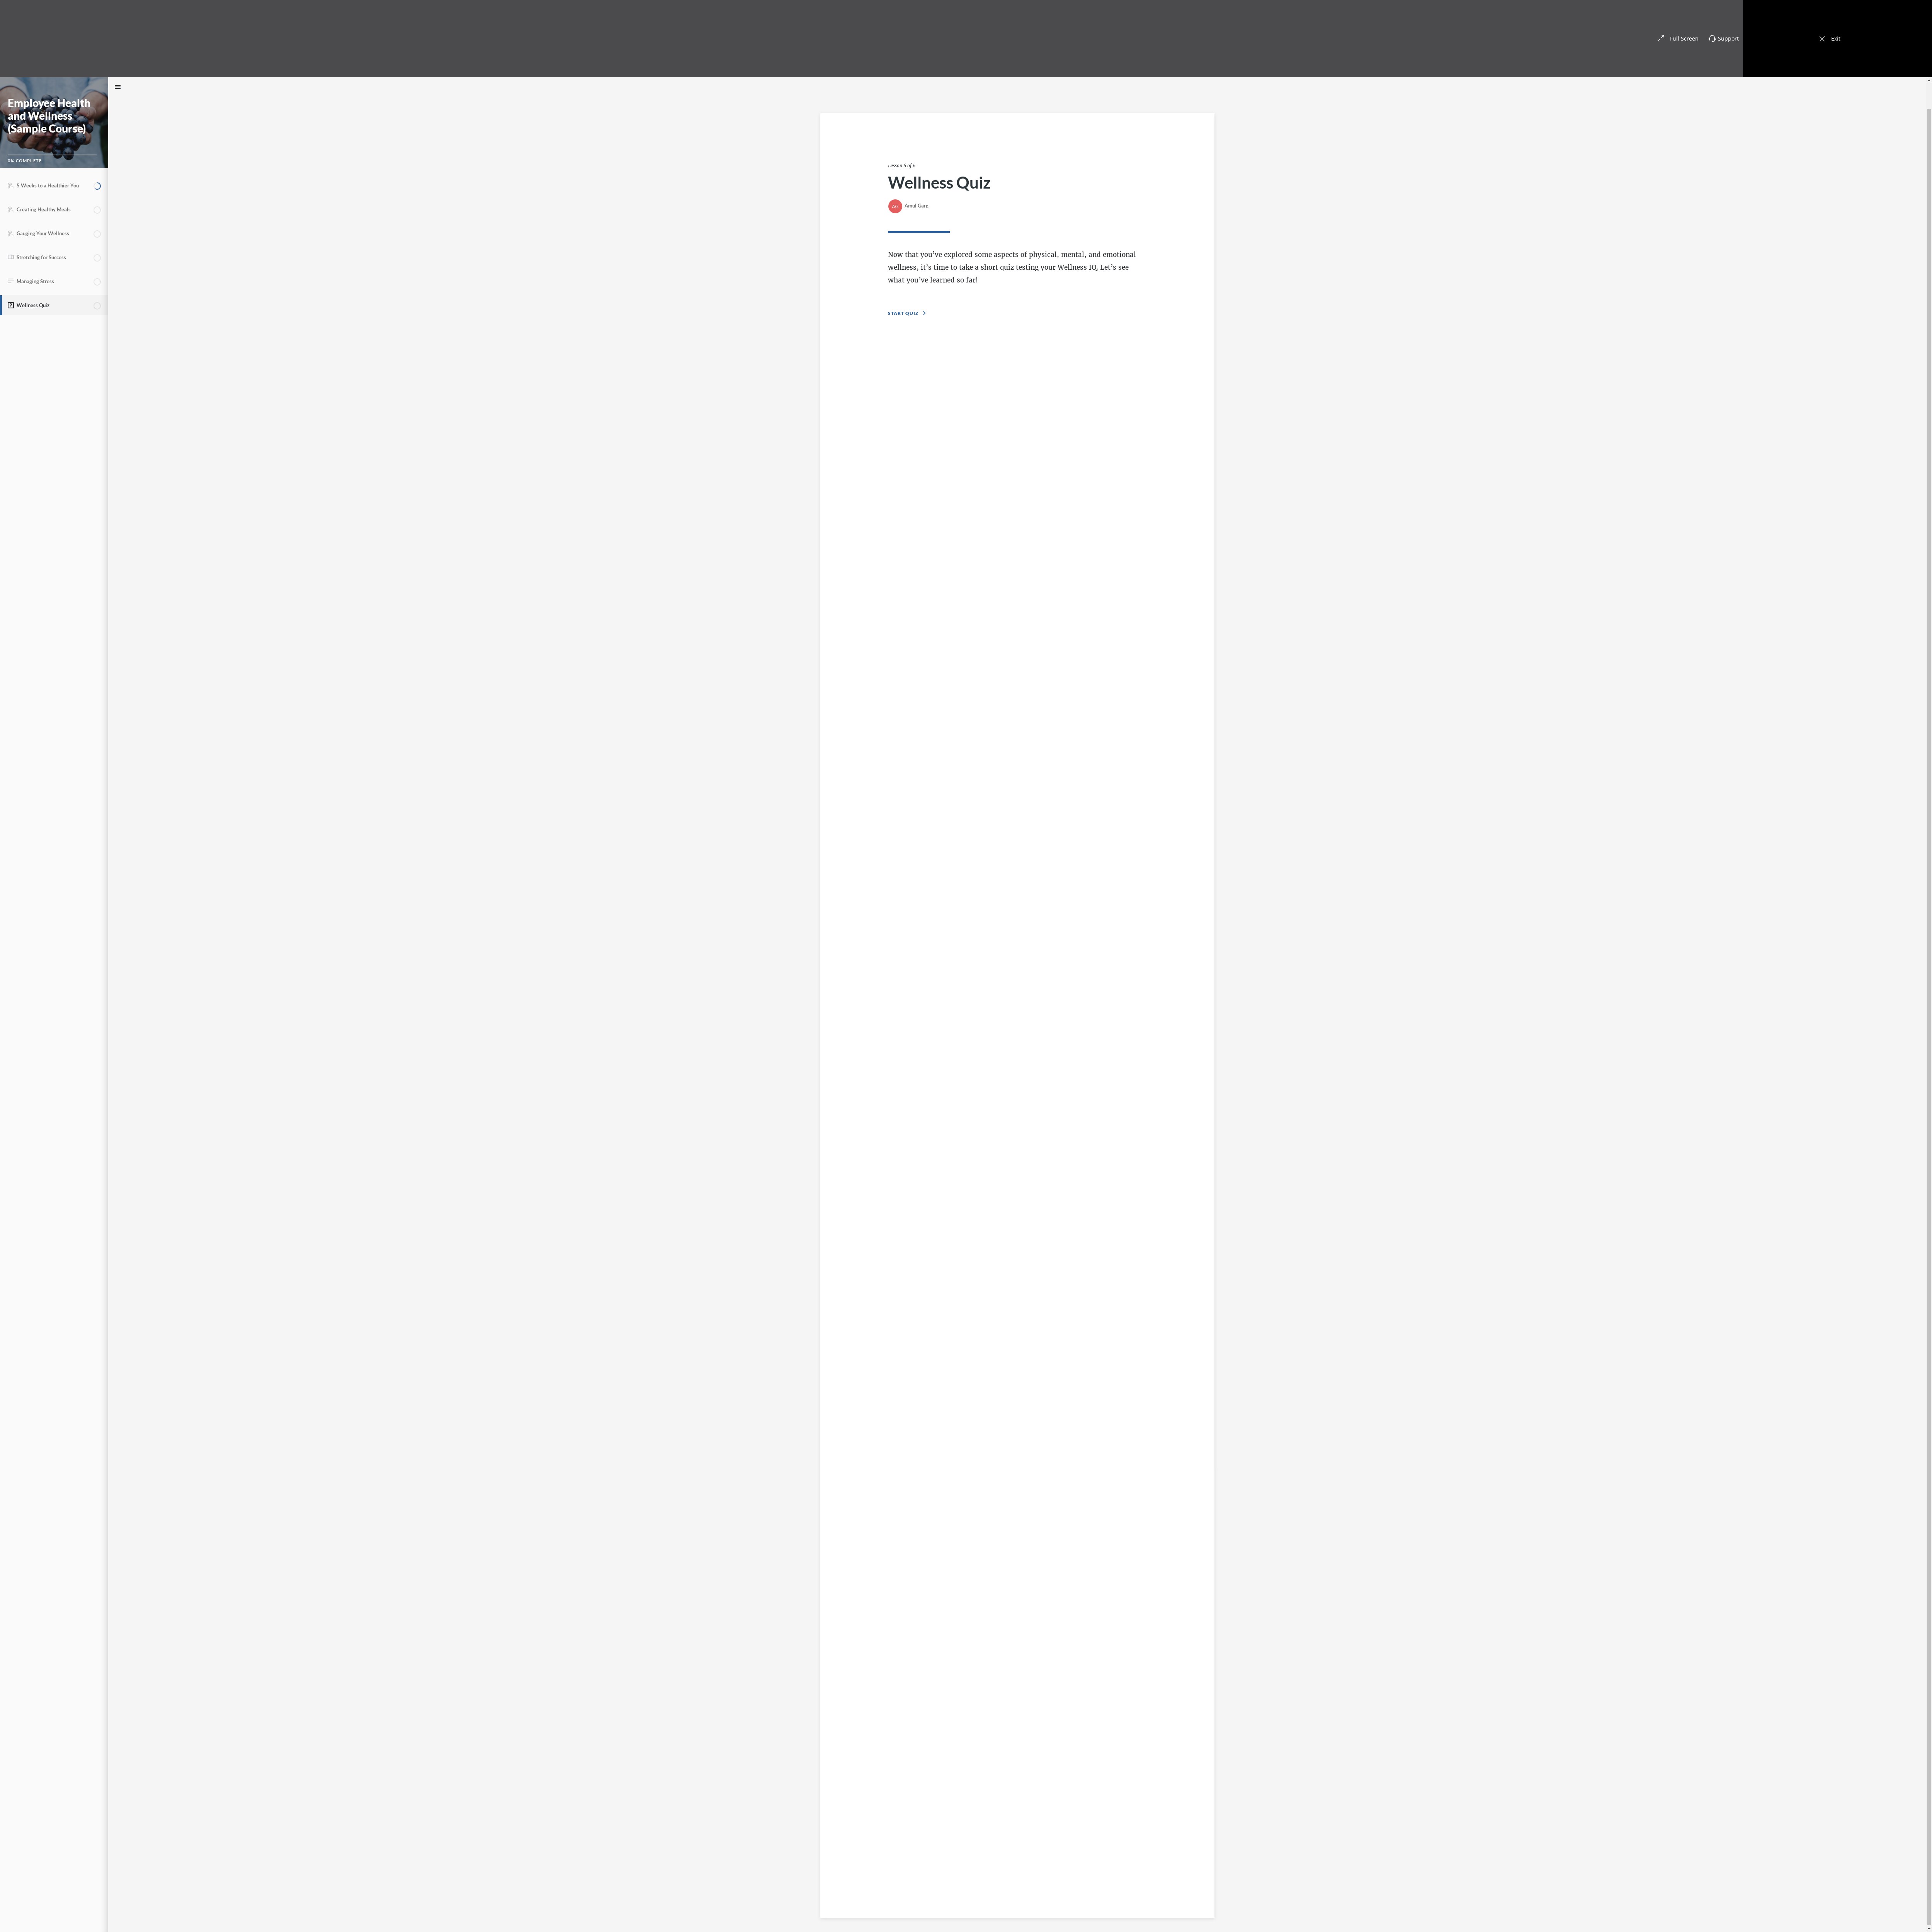 Full Screen
Support
Exit
Employee Health
and Wellness
(Sample Course)
0% COMPLETE
5 Weeks to a Healthier You
Creating Healthy Meals
Gauging Your Wellness
Stretching for Success
Managing Stress
Wellness Quiz
Lesson 6 of 6
Wellness Quiz
AG
Amul Garg
Now that you’ve explored some aspects of physical, mental, and emotional
wellness, it’s time to take a short quiz testing your Wellness IQ. Let’s see
what you’ve learned so far!
START QUIZ